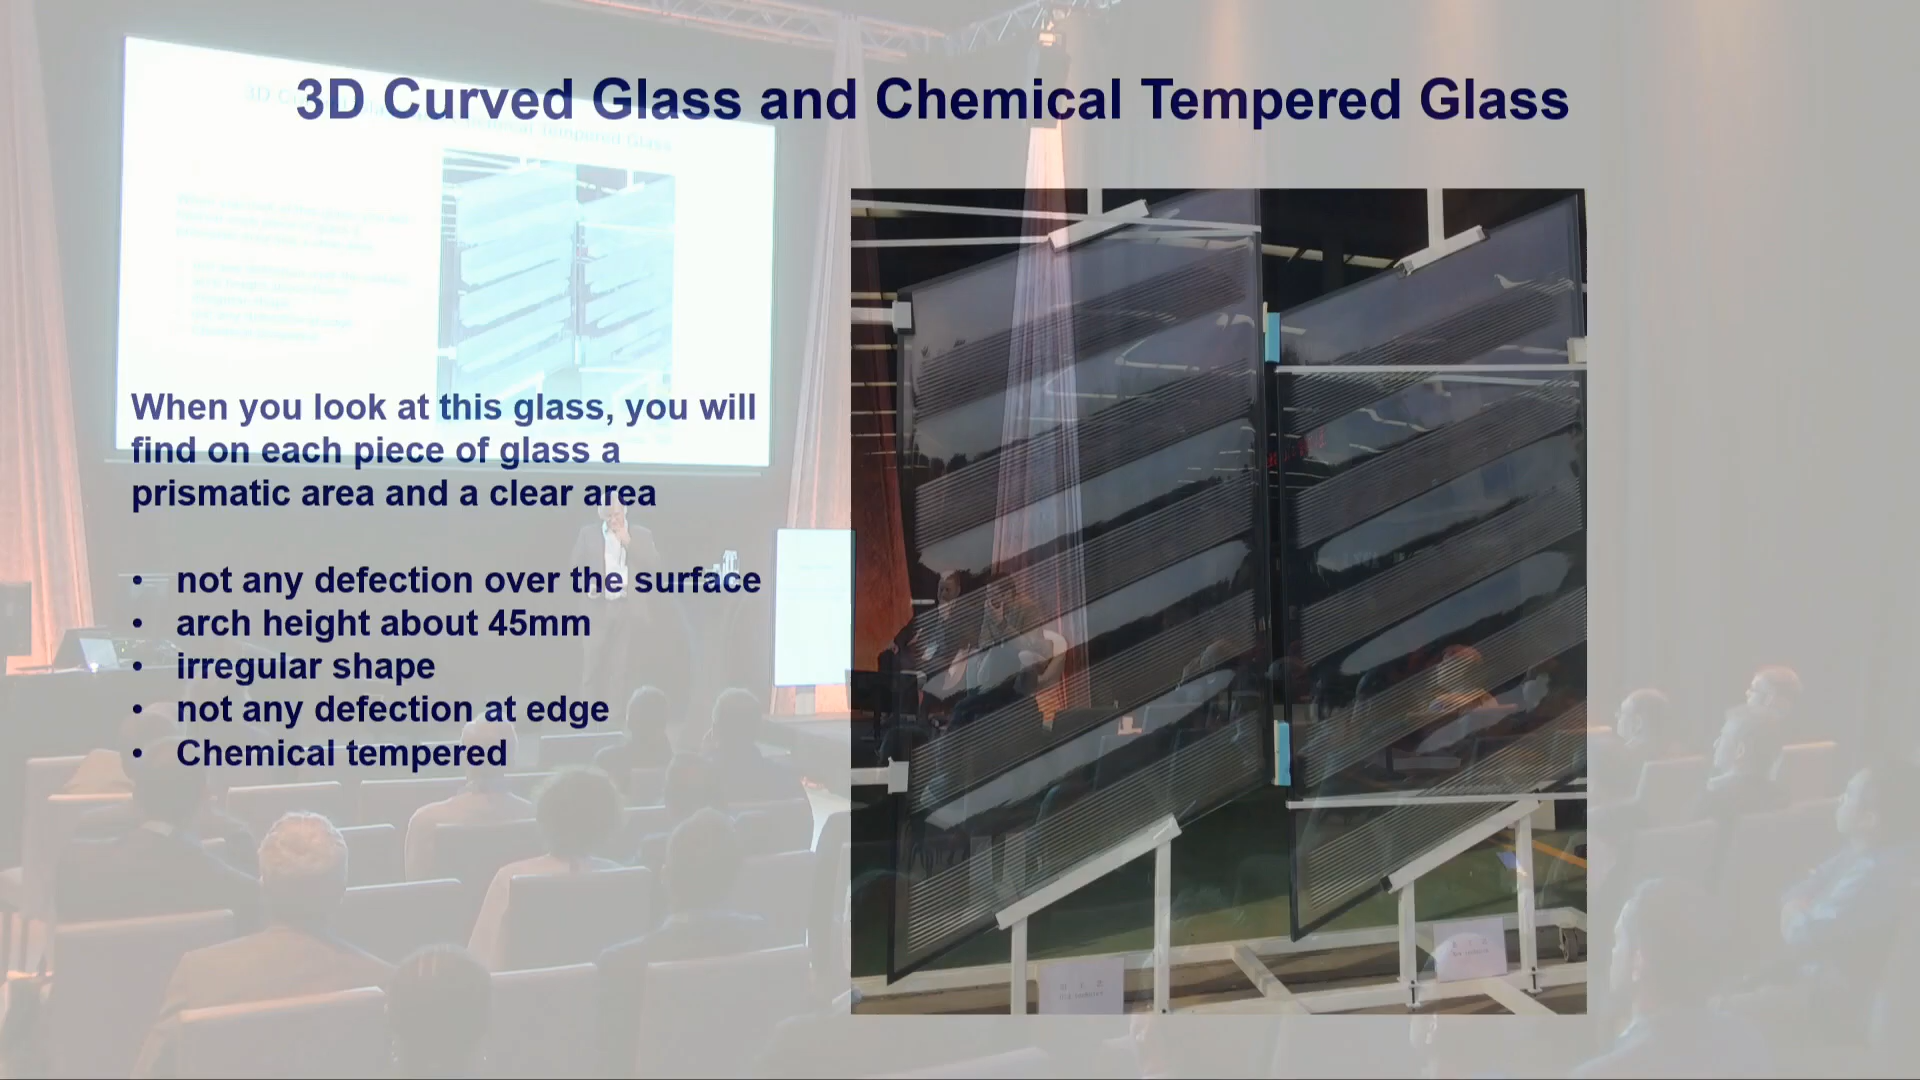 3D Curved Glass and Chemical Tempered Glass
When you look at this glass, you will
find on each piece of glass a
prismatic area and a clear area
• not any defection over the surface
• arch height about 45mm
• irregular shape
• not any defection at edge
• Chemical tempered